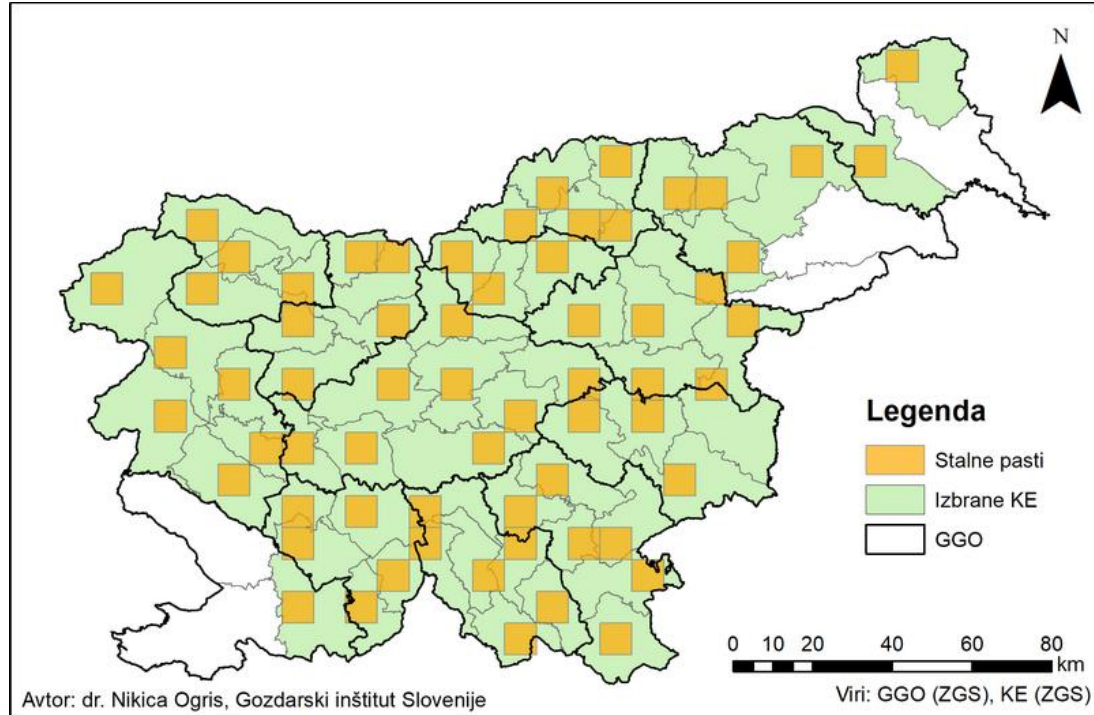 N
Legenda
Stalne pasti
Izbrane KE
GGO
0 10 20 40 60 80
km
Avtor: dr. Nikica Ogris, Gozdarski inštitut Slovenije
Viri: GGO (ZGS), KE (ZGS)